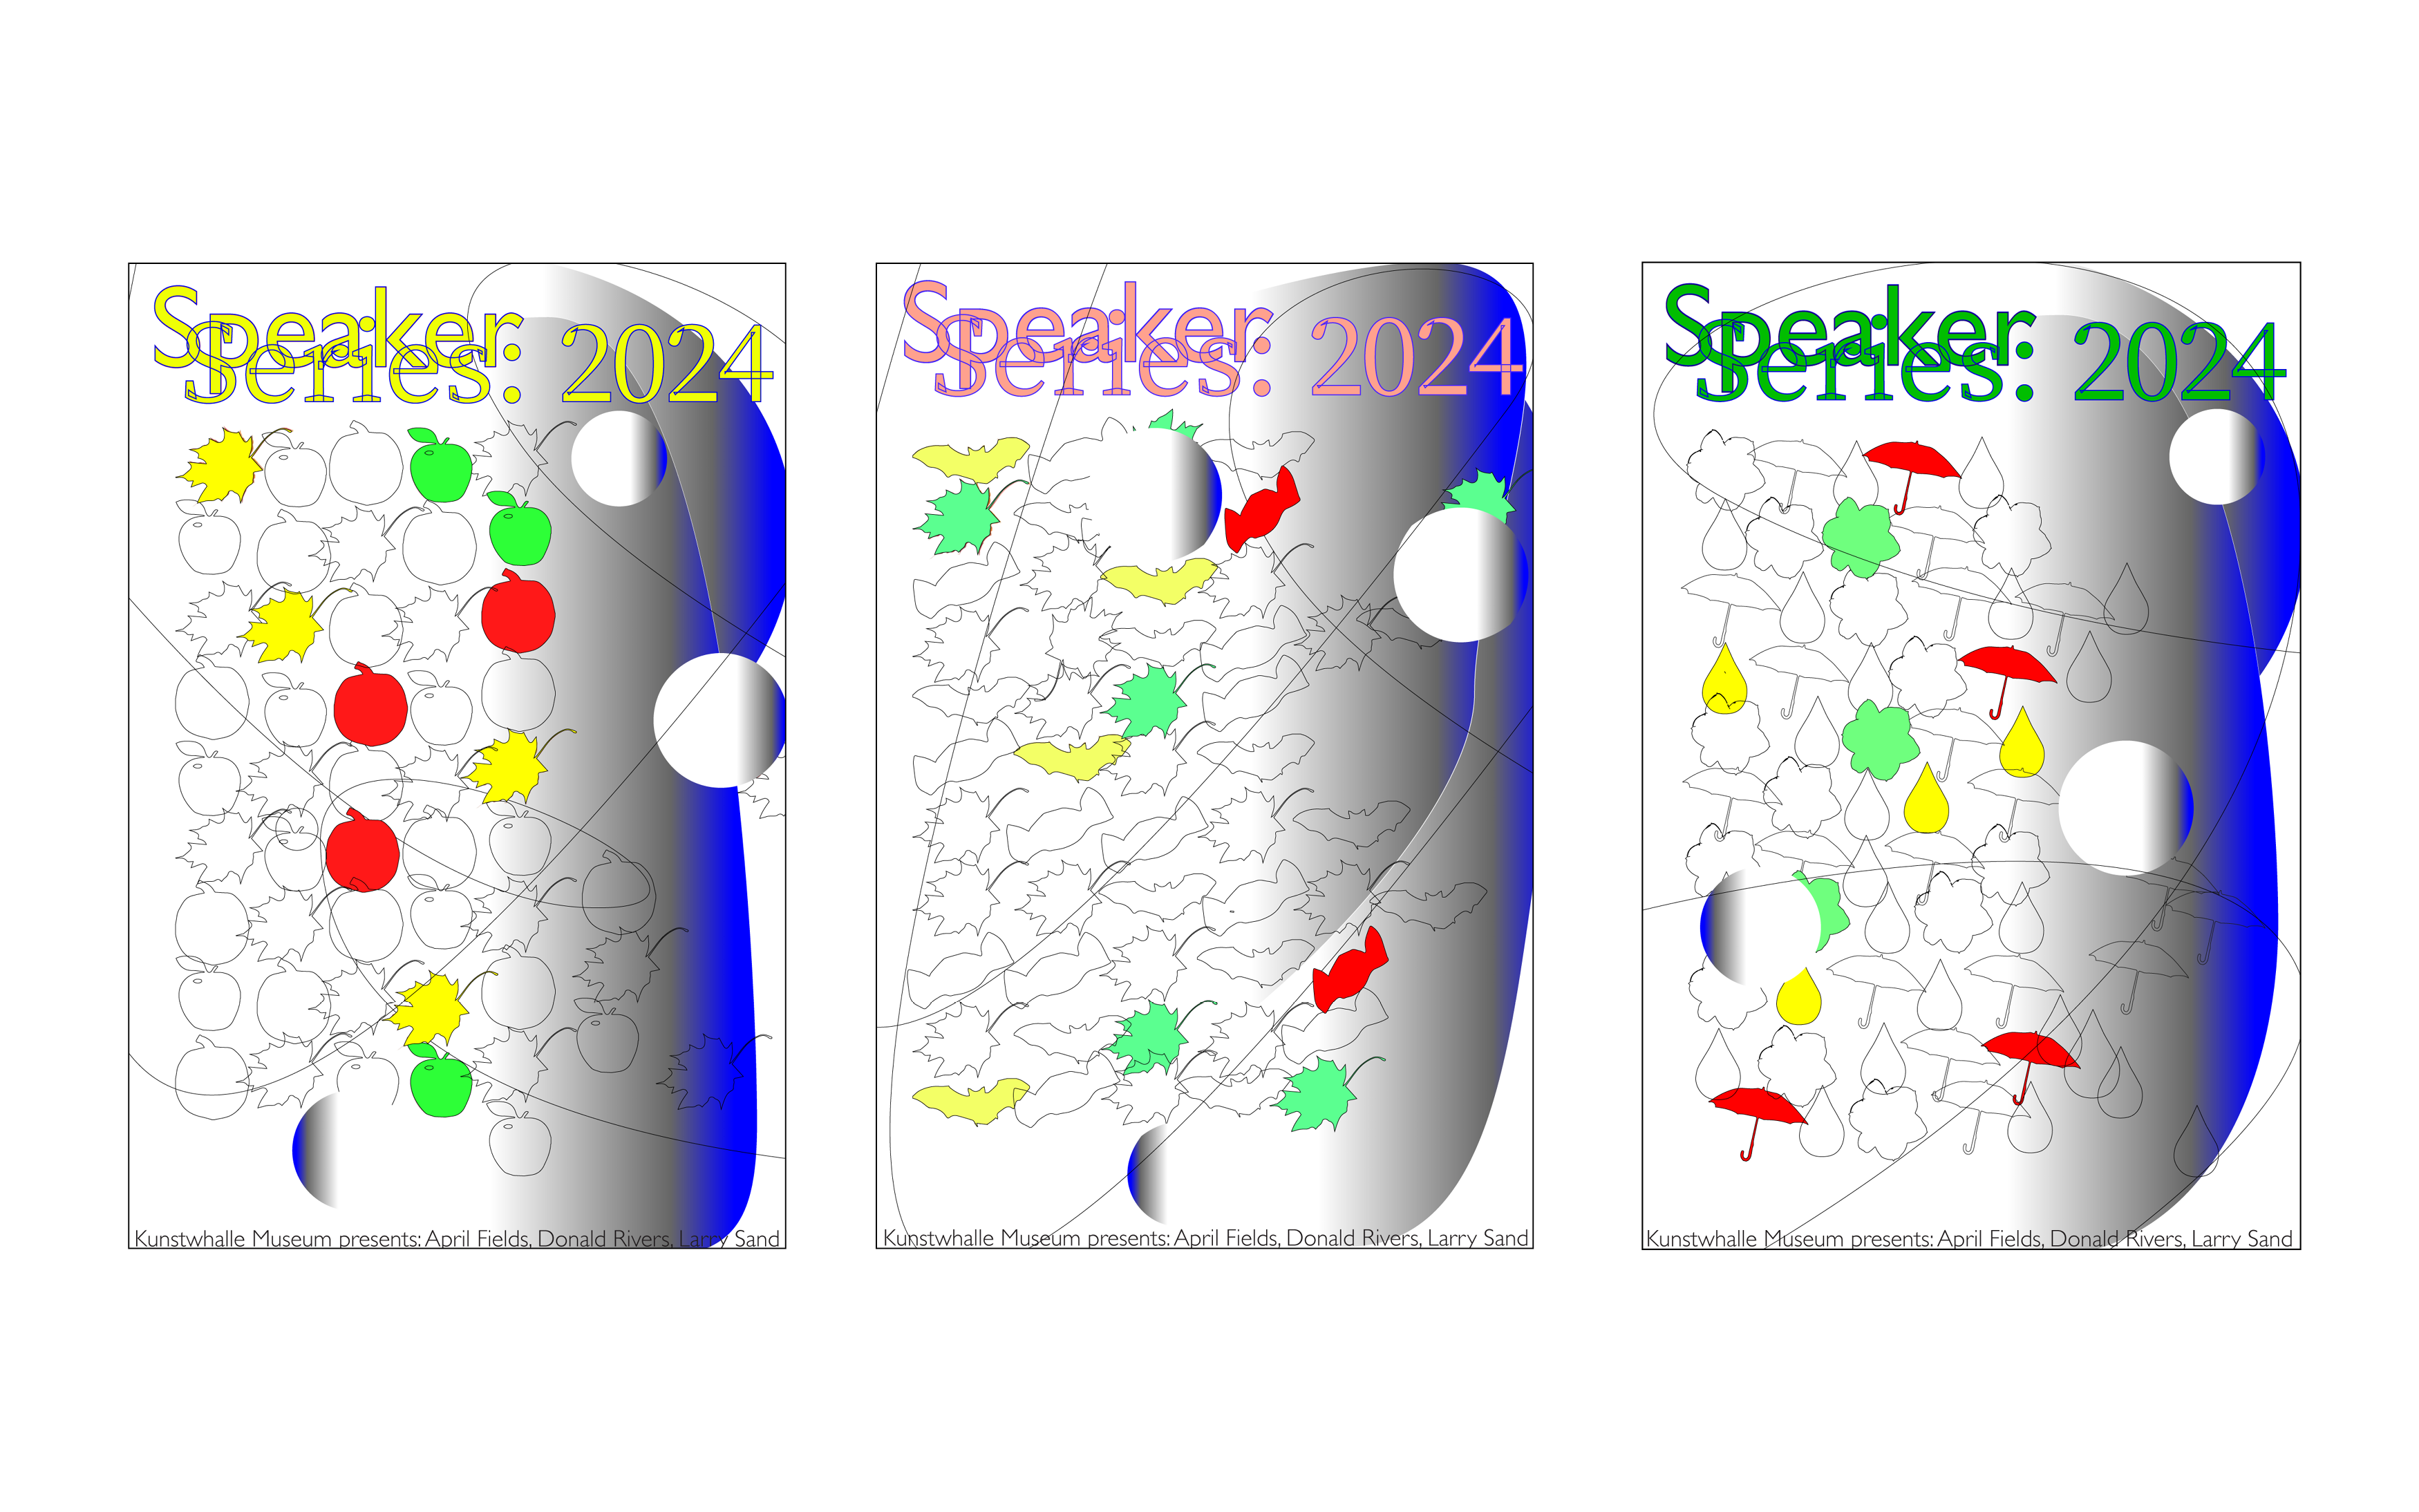 Speaker
Series: 2024
Kunstwhalle Museum presents: April Fields, Donald Rivers, Larry Sand
Speaker
Series: 2024
Kunstwhalle Museum presents: April Fields, Donald Rivers, Larry Sand
Speaker
Series: 2024
Kunstwhalle Museum presents: April Fields, Donald Rivers, Larry Sand